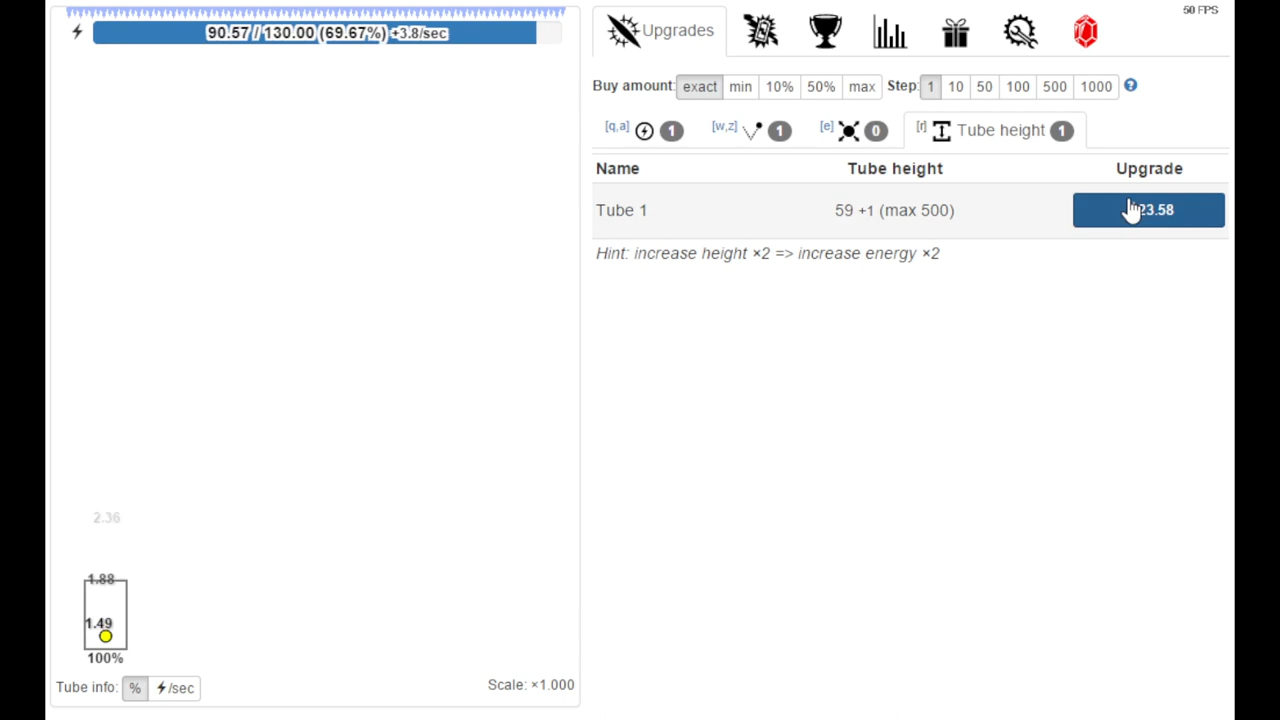 50 FPS
90.57 / 130.00 (69.67%) +3.8/sec
Upgrades
Buy amount: exact min 10% 50% max Step: 1 10 50 100 500 1000
[q,a] 1 [w,z] 1 [e] 0 [r] Tube height 1
Name Tube height Upgrade
Tube 1 59 +1 (max 500) 23.58
Hint: increase height ×2 => increase energy ×2
2.36
1.88
1.49
100%
Tube info: % /sec Scale: ×1.000